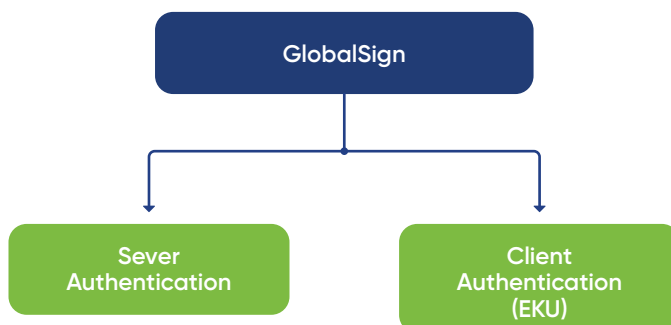 GlobalSign
Sever
Authentication
Client
Authentication
(EKU)